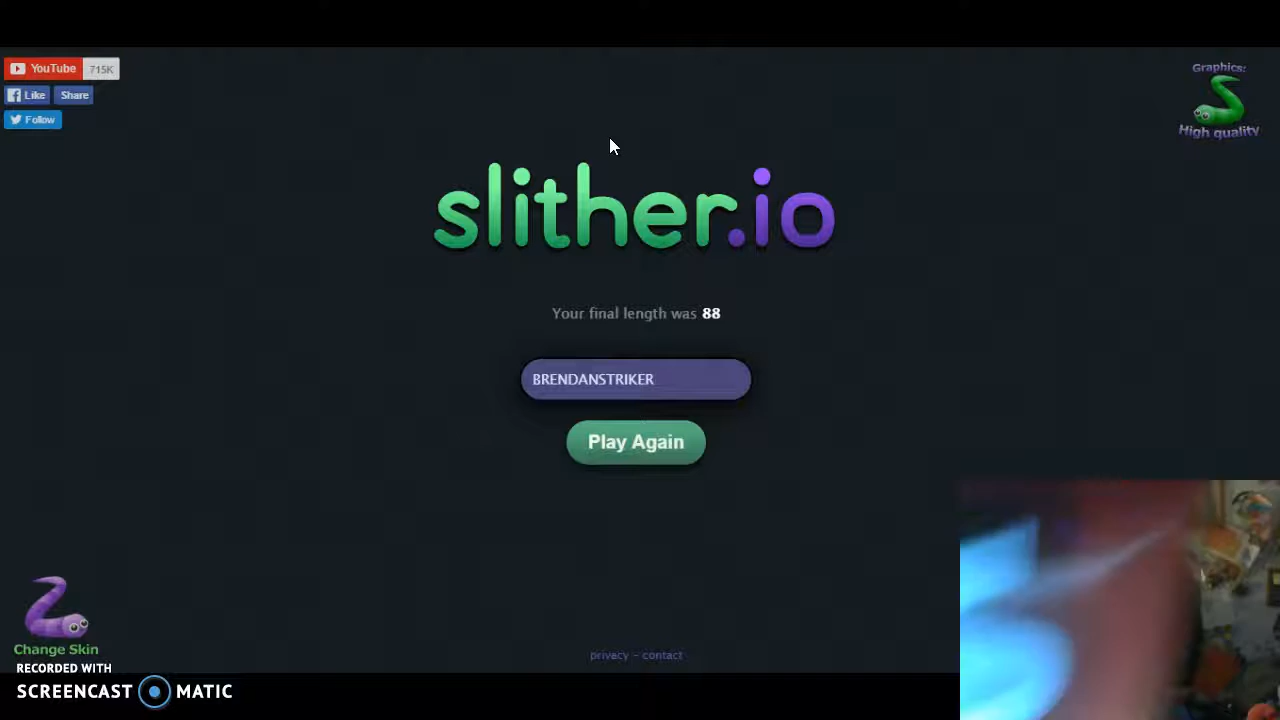 YouTube 715K
Like Share
Follow
Graphics:
High quality
slither.io
Your final length was 88
BRENDANSTRIKER
Play Again
Change Skin
privacy - contact
RECORDED WITH
SCREENCAST MATIC